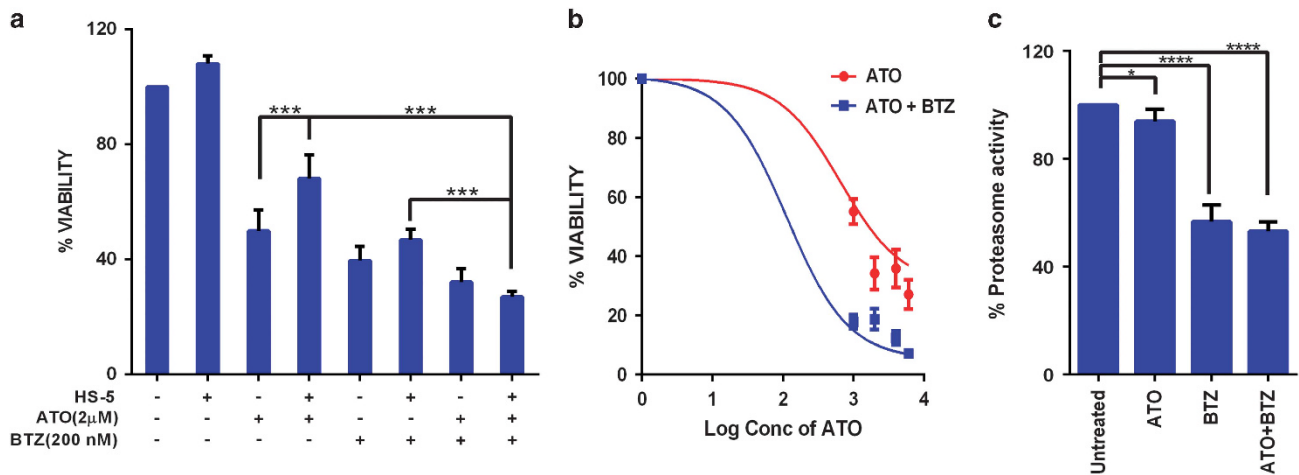 a
120
80
40
0
% VIABILITY
***
***
***
HS-5 - + - + - + - +
ATO(2μM) - - + + - - + +
BTZ(200 nM) - - - - + + + +
b
100
80
60
40
20
0
% VIABILITY
ATO
ATO + BTZ
0 1 2 3 4
Log Conc of ATO
c
120
80
40
0
% Proteasome activity
****
****
*
Untreated
ATO
BTZ
ATO+BTZ